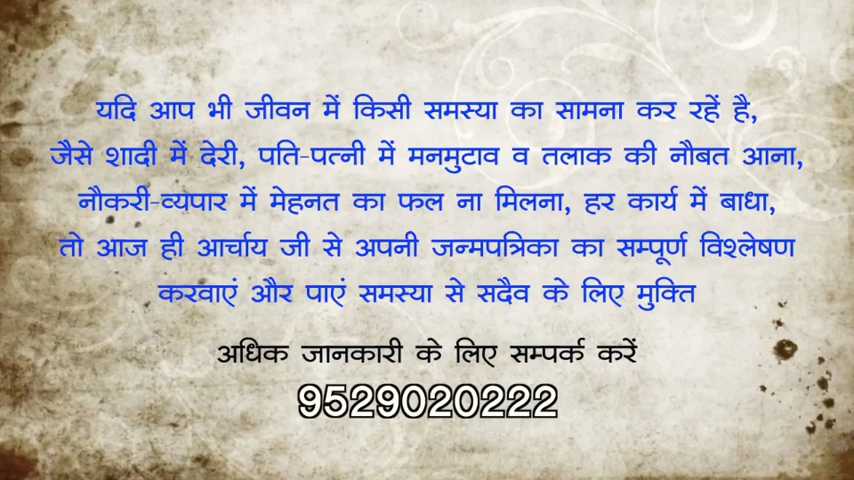 यदि आप भी जीवन में किसी समस्या का सामना कर रहें है,
जैसे शादी में देरी, पति-पत्नी में मनमुटाव व तलाक की नौबत आना,
नौकरी-व्यपार में मेहनत का फल ना मिलना, हर कार्य में बाधा,
तो आज ही आर्चाय जी से अपनी जन्मपत्रिका का सम्पूर्ण विश्लेषण
करवाएं और पाएं समस्या से सदैव के लिए मुक्ति
अधिक जानकारी के लिए सम्पर्क करें
9529020222